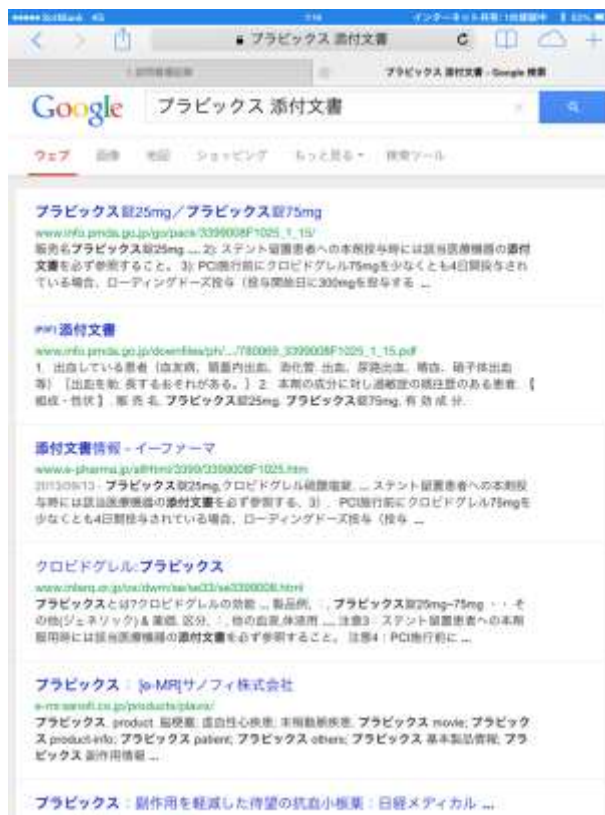 プラビックス 添付文書
プラビックス 添付文書 - Google 検索
Google プラビックス 添付文書
ウェブ 画像 地図 ショッピング もっと見る 検索ツール
プラビックス錠25mg／プラビックス錠75mg
www.info.pmda.go.jp/go/pack/3399008F1025_1_15/
販売名プラビックス錠25mg ... 2) ステント留置患者への本剤投与時には該当医療機器の添付
文書を必ず参照すること。 3) PCI施行前にクロピドグレル75mgを少なくとも4日間投与され
ている場合、ローディングドーズ投与（投与開始日に300mgを投与する ...
[PDF] 添付文書
www.info.pmda.go.jp/downfiles/ph/.../780069_3399008F1025_1_15.pdf
1. 出血している患者（血友病、頭蓋内出血、消化管 出血、尿路出血、喀血、硝子体出血
等）［出血を助 長するおそれがある。］ 2. 本剤の成分に対し過敏症の既往歴のある患者. 【
組成・性状】. 販 売 名, プラビックス錠25mg, プラビックス錠75mg, 有 効 成 分.
添付文書情報 - イーファーマ
www.e-pharma.jp/allHtml/3399/3399008F1025.htm
2013/09/13 - プラビックス錠25mg, クロピドグレル硫酸塩錠, ... ステント留置患者への本剤投
与時には該当医療機器の添付文書を必ず参照する、 3）. PCI施行前にクロピドグレル75mgを
少なくとも4日間投与されている場合、ローディングドーズ投与（投与 ...
クロピドグレル:プラビックス
プラビックスとは?クロピドグレルの効能 ... 製品例, :, プラビックス錠25mg~75mg ・・ そ
の他(ジェネリック) & 薬価. 区分, :, 他の血液,体液用 ... 注意3：ステント留置患者への本剤
服用時には該当医療機器の添付文書を必ず参照すること。 注意4：PCI施行前に ...
プラビックス： [e-MR]サノフィ株式会社
e-mr.sanofi.co.jp/products/plavix/
プラビックス. product. 脳梗塞; 虚血性心疾患; 末梢動脈疾患. プラビックス movie; プラビック
ス product-info; プラビックス patient; プラビックス others; プラビックス 基本製品情報; プラ
ビックス 副作用情報 ...
プラビックス：副作用を軽減した待望の抗血小板薬：日経メディカル ...